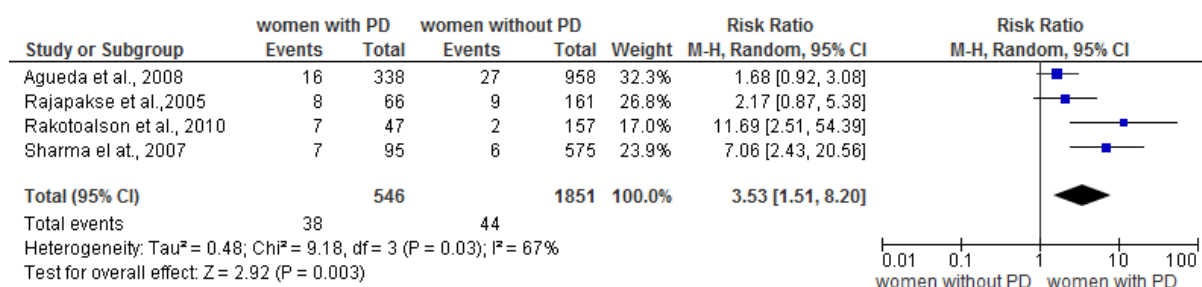 women with PD women without PD Risk Ratio Risk Ratio
Study or Subgroup Events Total Events Total Weight M-H, Random, 95% CI M-H, Random, 95% CI
Agueda et al., 2008 16 338 27 958 32.3% 1.68 [0.92, 3.08]
Rajapakse et al.,2005 8 66 9 161 26.8% 2.17 [0.87, 5.38]
Rakotoalson et al., 2010 7 47 2 157 17.0% 11.69 [2.51, 54.39]
Sharma el at., 2007 7 95 6 575 23.9% 7.06 [2.43, 20.56]
Total (95% CI) 546 1851 100.0% 3.53 [1.51, 8.20]
Total events 38 44
Heterogeneity: Tau² = 0.48; Chi² = 9.18, df = 3 (P = 0.03); I² = 67%
Test for overall effect: Z = 2.92 (P = 0.003)
0.01 0.1 1 10 100
women without PD women with PD